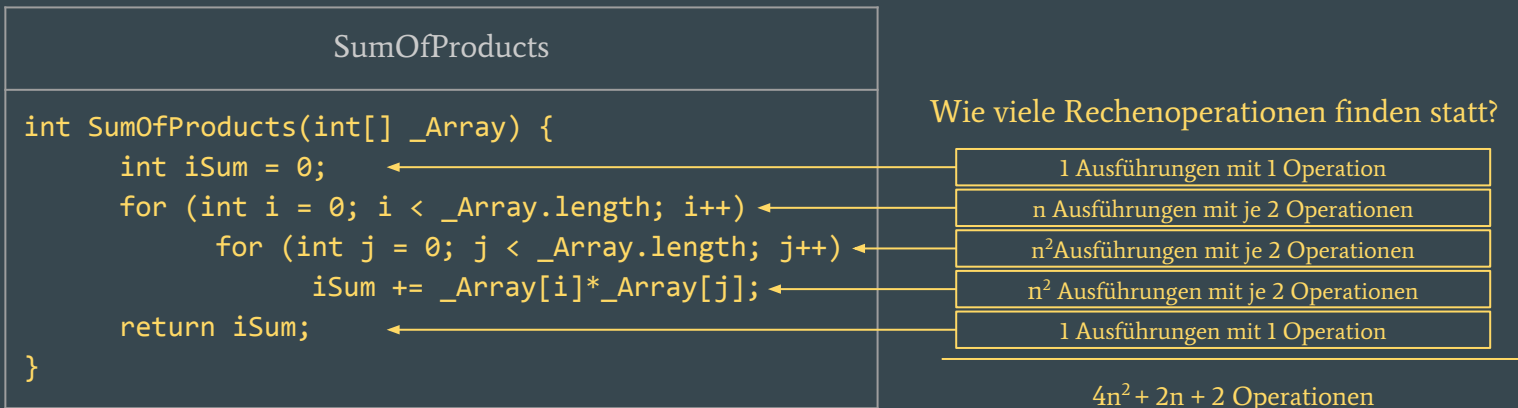 SumOfProducts
int SumOfProducts(int[] _Array) {
int iSum = 0;
for (int i = 0; i < _Array.length; i++)
for (int j = 0; j < _Array.length; j++)
iSum += _Array[i]*_Array[j];
return iSum;
}
Wie viele Rechenoperationen finden statt?
1 Ausführungen mit 1 Operation
n Ausführungen mit je 2 Operationen
n²Ausführungen mit je 2 Operationen
n² Ausführungen mit je 2 Operationen
1 Ausführungen mit 1 Operation
4n² + 2n + 2 Operationen